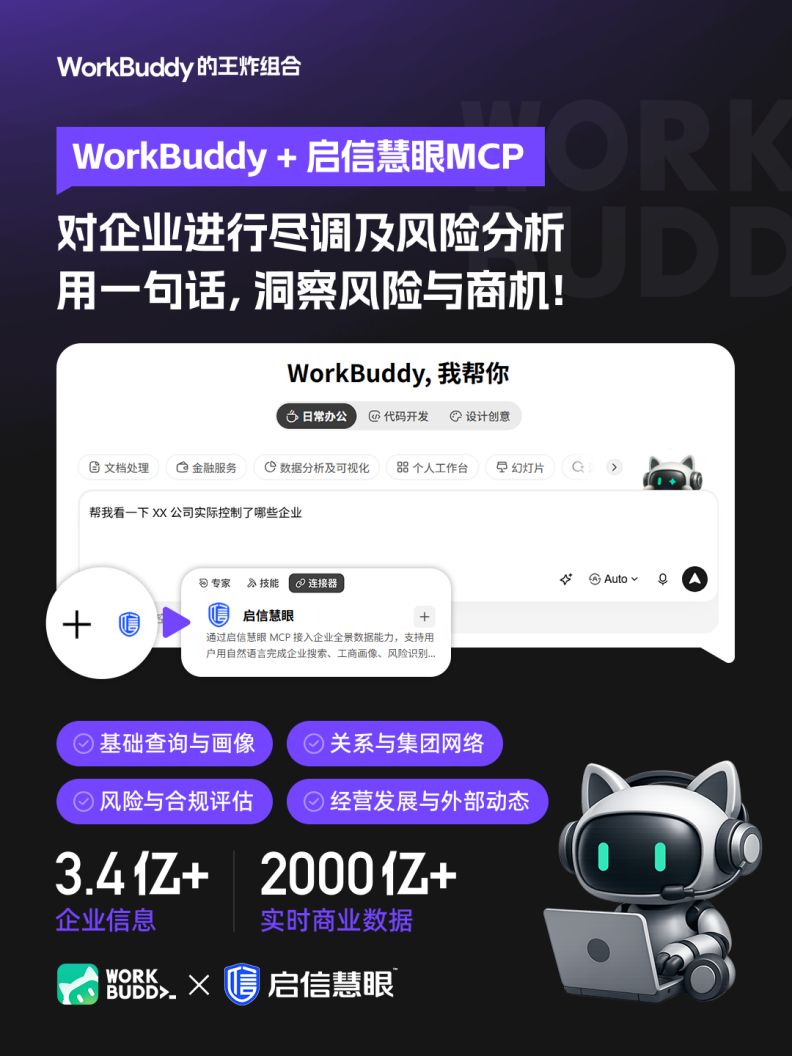 WorkBuddy的王炸组合
WORK
BUDD
WorkBuddy + 启信慧眼MCP
对企业进行尽调及风险分析
用一句话, 洞察风险与商机!
WorkBuddy, 我帮你
日常办公 代码开发 设计创意
文档处理 金融服务 数据分析及可视化 个人工作台 幻灯片
帮我看一下 XX 公司实际控制了哪些企业
Auto
专家 技能 连接器
启信慧眼
通过启信慧眼 MCP 接入企业全景数据能力，支持用
户用自然语言完成企业搜索、工商画像、风险识别...
基础查询与画像 关系与集团网络
风险与合规评估 经营发展与外部动态
3.4亿+ 2000亿+
企业信息 实时商业数据
WORK
BUDD>_ × 启信慧眼™